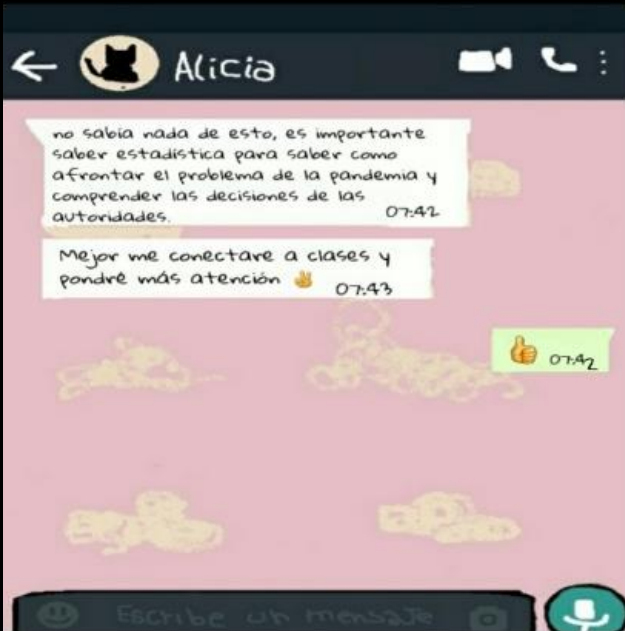 Alicia
no sabia nada de esto, es importante
saber estadistica para saber como
afrontar el problema de la pandemia y
comprender las decisiones de las
autoridades.
07:42
Mejor me conectare a clases y
pondré más atención ✌
07:43
👍 07:42
Escribe un mensaje